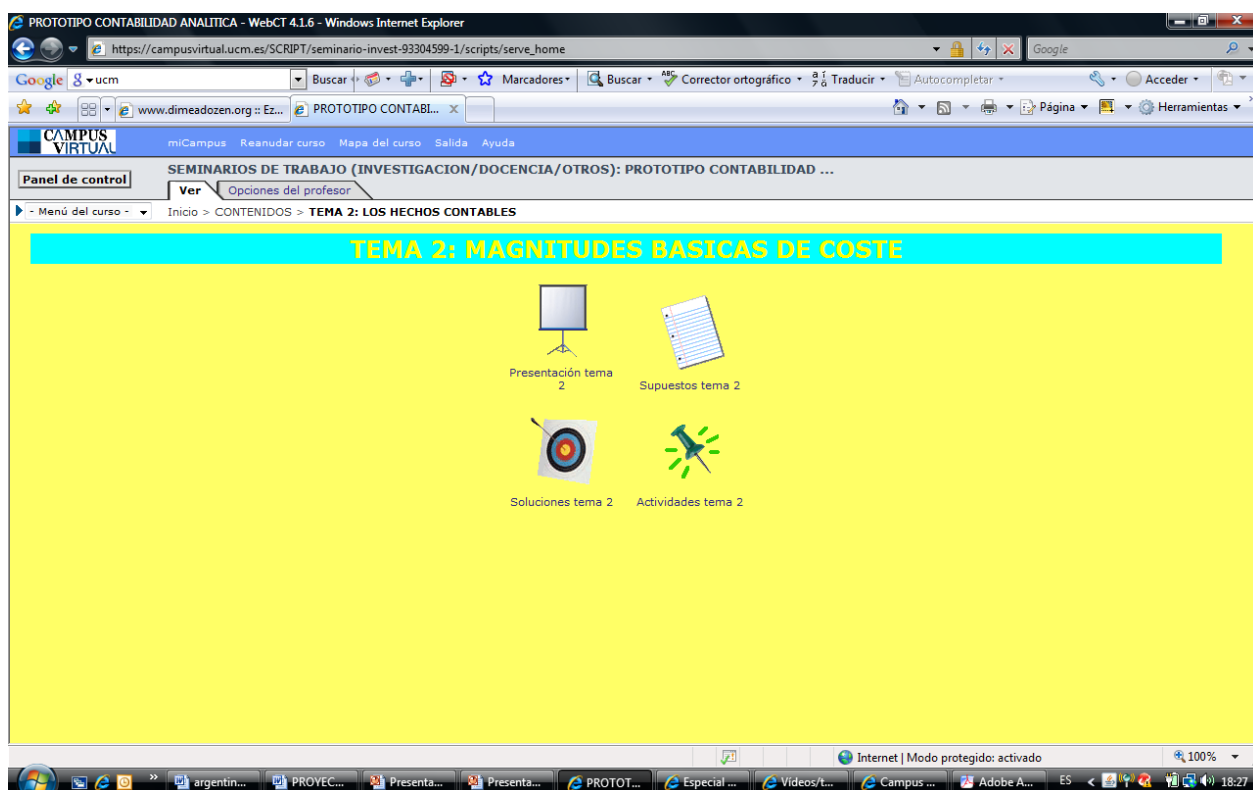 PROTOTIPO CONTABILIDAD ANALITICA - WebCT 4.1.6 - Windows Internet Explorer
https://campusvirtual.ucm.es/SCRIPT/seminario-invest-93304599-1/scripts/serve_home
Google
Google ucm Buscar Marcadores Buscar Corrector ortográfico Traducir Autocompletar Acceder
www.dimeadozen.org :: Ez... PROTOTIPO CONTABI... Página Herramientas
CAMPUS VIRTUAL
miCampus Reanudar curso Mapa del curso Salida Ayuda
Panel de control
SEMINARIOS DE TRABAJO (INVESTIGACION/DOCENCIA/OTROS): PROTOTIPO CONTABILIDAD ...
Ver Opciones del profesor
- Menú del curso - Inicio > CONTENIDOS > TEMA 2: LOS HECHOS CONTABLES
TEMA 2: MAGNITUDES BASICAS DE COSTE
Presentación tema
2
Supuestos tema 2
Soluciones tema 2 Actividades tema 2
Internet | Modo protegido: activado 100%
argentin... PROYEC... Presenta... Presenta... PROTOT... Especial ... Vídeos/t... Campus ... Adobe A... ES 18:27